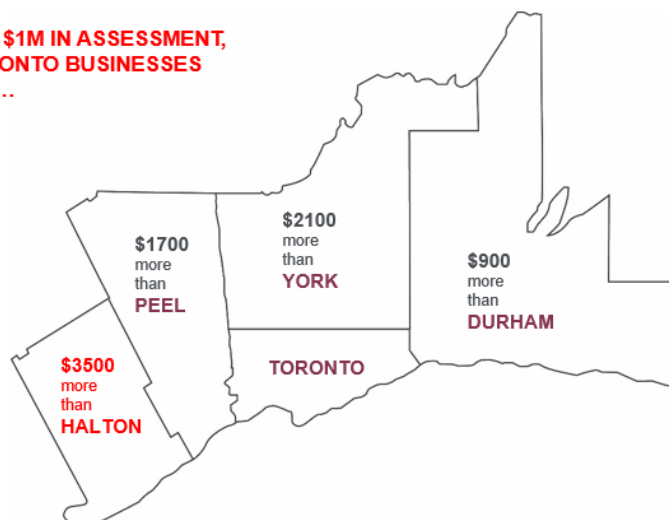 $1M IN ASSESSMENT,
ONTO BUSINESSES
...
$1700
more
than
PEEL
$2100
more
than
YORK
$900
more
than
DURHAM
TORONTO
$3500
more
than
HALTON